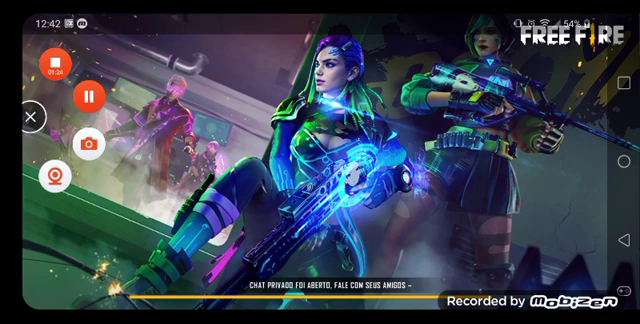 12:42
54%
FREE FIRE
01:24
CHAT PRIVADO FOI ABERTO, FALE COM SEUS AMIGOS ~
Recorded by mobizen